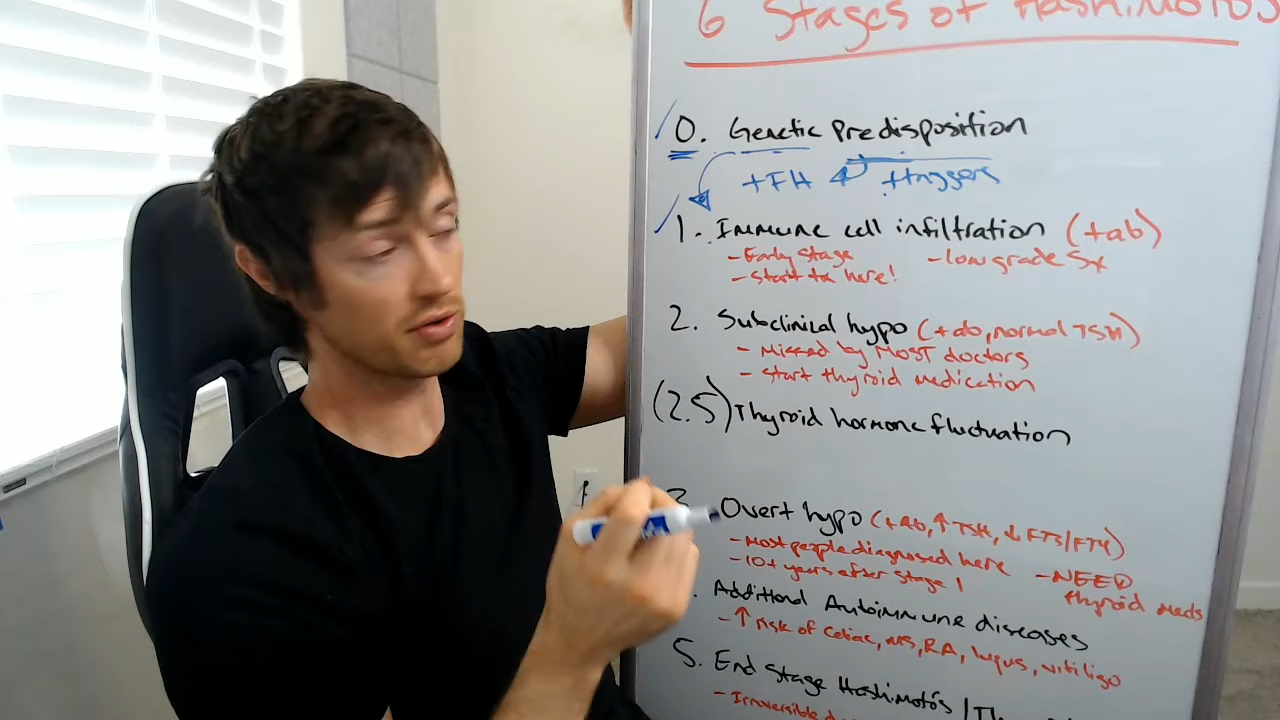 6 Stages of Hashimotos
0. Genetic predisposition
+FH triggers
1. Immune cell infiltration (+ab)
- Early stage - low grade Sx
- Start tx here!
2. Subclinical hypo (+ab, normal TSH)
- Missed by MOST doctors
- Start thyroid medication
(2.5) Thyroid hormone fluctuation
3 Overt hypo (+Ab, ↑ TSH, ↓ FT3/FT4)
- Most people diagnosed here - NEED
- 10+ years after Stage 1 thyroid meds
. Additional Autoimmune diseases
- ↑ risk of Celiac, MS, RA, lupus, vitiligo
5. End Stage Hashimoto's /
- Irreversible